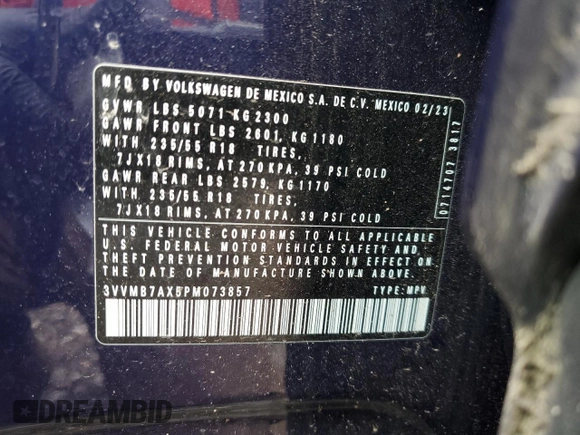 MFD BY VOLKSWAGEN DE MEXICO S.A. DE C.V. MEXICO 02/23
GVWR LBS 5071 KG 2300
GAWR FRONT LBS 2601, KG 1180
WITH 235/55 R18 TIRES,
7JX18 RIMS, AT 270 KPA, 39 PSI COLD
GAWR REAR LBS 2579, KG 1170
WITH 235/55 R18 TIRES,
7JX18 RIMS, AT 270 KPA, 39 PSI COLD
THIS VEHICLE CONFORMS TO ALL APPLICABLE
U.S. FEDERAL MOTOR VEHICLE SAFETY AND
THEFT PREVENTION STANDARDS IN EFFECT ON
THE DATE OF MANUFACTURE SHOWN ABOVE.
3VVMB7AX5PM073857 TYPE: MPV
0714707 3817
DREAMBID